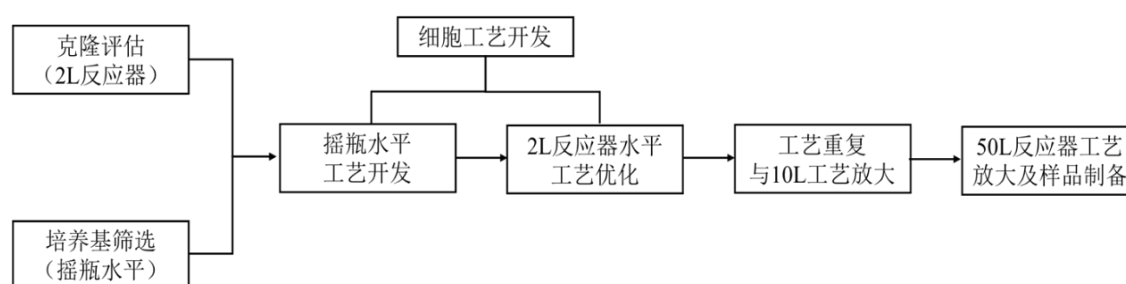 细胞工艺开发
克隆评估
（2L反应器）
摇瓶水平
工艺开发
2L反应器水平
工艺优化
工艺重复
与10L工艺放大
50L反应器工艺
放大及样品制备
培养基筛选
（摇瓶水平）